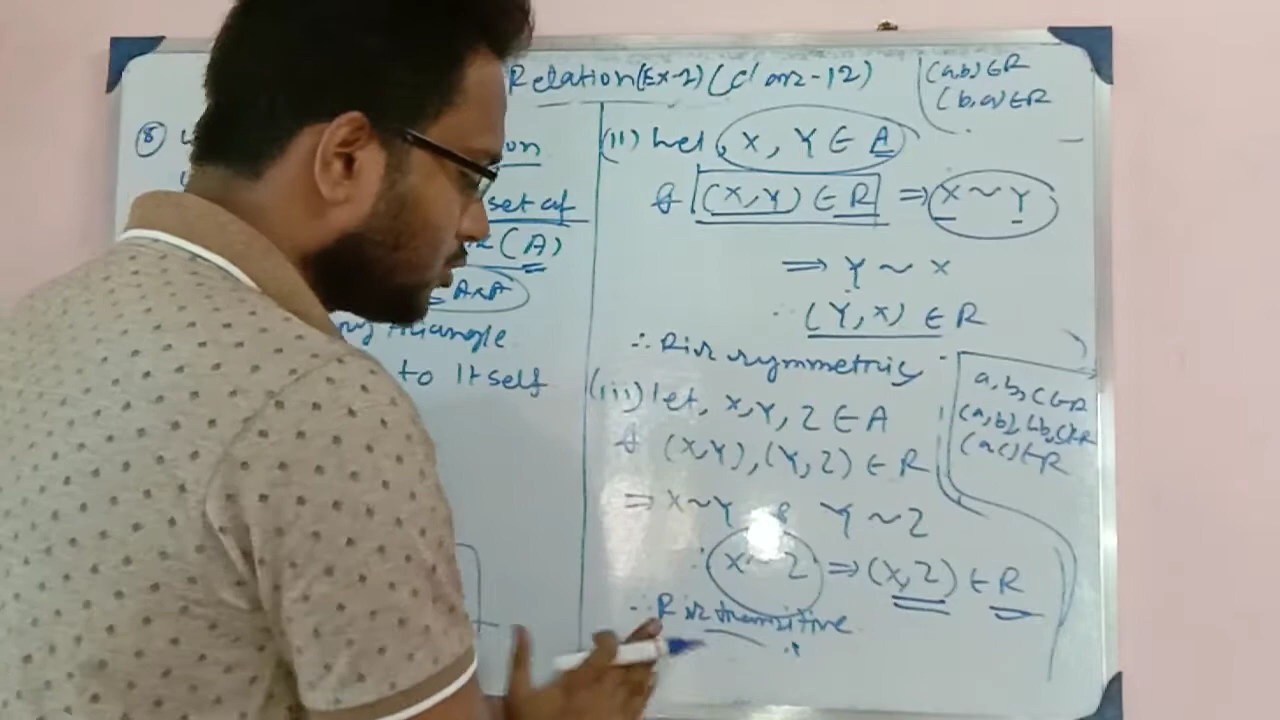 Relation(Ex-2)(Class-12)
(a,b) ∈ R
(b,a) ∈ R
⑧
on
set of
(A)
⊆ A×A
triangle
to Itself
(ii) Let, X, Y ∈ A
if (X,Y) ∈ R ⇒ X ~ Y
⇒ Y ~ X
(Y,X) ∈ R
∴ R is symmetric
(iii) let, X,Y,Z ∈ A
if (X,Y),(Y,Z) ∈ R
⇒ X~Y & Y ~Z
∴ X ~ Z ⇒ (X,Z) ∈ R
∴ R is transitive
a,b,c ∈ R
(a,b),(b,c) ∈ R
(a,c) ∈ R